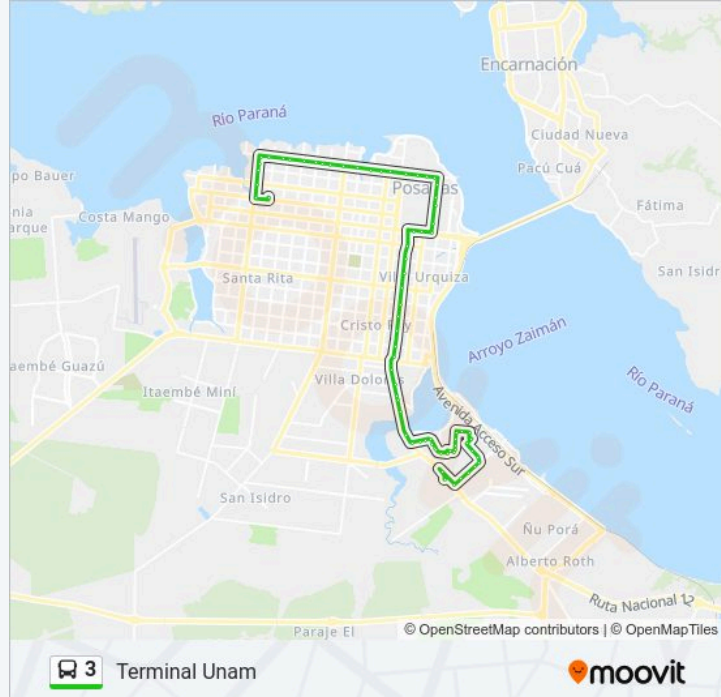 Encarnación
Río Paraná
Ciudad Nueva
Pacú Cuá
po Bauer
Posadas
Fátima
nia
arque
Costa Mango
San Isidro
Santa Rita
Villa Urquiza
Cristo Rey
Arroyo Zaimán
aembé Guazú
Villa Dolores
Río Paraná
Itaembé Miní
Avenida Acceso Sur
San Isidro
Ñu Porá
Alberto Roth
Ruta Nacional 12
Paraje El
© OpenStreetMap contributors | © OpenMapTiles
3 Terminal Unam
moovit